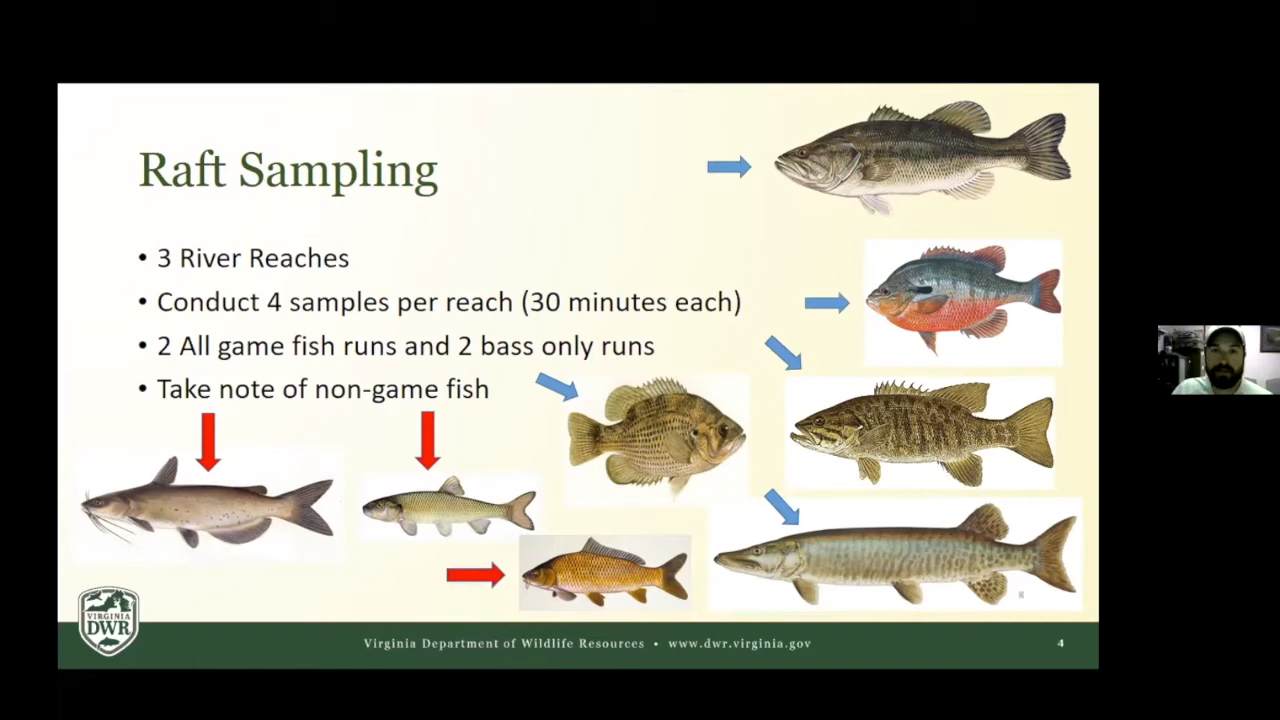 Raft Sampling
• 3 River Reaches
• Conduct 4 samples per reach (30 minutes each)
• 2 All game fish runs and 2 bass only runs
• Take note of non-game fish
VIRGINIA
DWR
Virginia Department of Wildlife Resources • www.dwr.virginia.gov
4